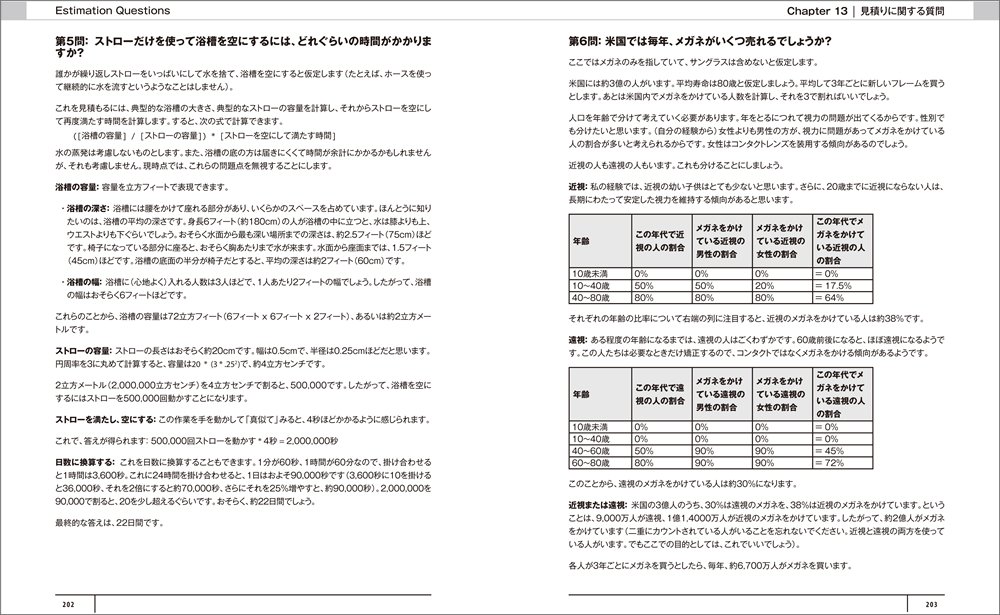 Estimation Questions
第5問: ストローだけを使って浴槽を空にするには、どれぐらいの時間がかかりま
すか?
誰かが繰り返しストローをいっぱいにして水を捨て、浴槽を空にすると仮定します（たとえば、ホースを使っ
て継続的に水を流すというようなことはしません）。
これを見積もるには、典型的な浴槽の大きさ、典型的なストローの容量を計算し、それからストローを空にし
て再度満たす時間を計算します。すると、次の式で計算できます。
([浴槽の容量] / [ストローの容量]) * [ストローを空にして満たす時間]
水の蒸発は考慮しないものとします。また、浴槽の底の方は届きにくくて時間が余計にかかるかもしれません
が、それも考慮しません。現時点では、これらの問題点を無視することにします。
浴槽の容量: 容量を立方フィートで表現できます。
・浴槽の深さ: 浴槽には腰をかけて座れる部分があり、いくらかのスペースを占めています。ほんとうに知り
たいのは、浴槽の平均の深さです。身長6フィート（約180cm）の人が浴槽の中に立つと、水は膝よりも上、
ウエストよりも下ぐらいでしょう。おそらく水面から最も深い場所までの深さは、約2.5フィート（75cm）ほど
です。椅子になっている部分に座ると、おそらく胸あたりまで水が来ます。水面から座面までは、1.5フィート
（45cm）ほどです。浴槽の底面の半分が椅子だとすると、平均の深さは約2フィート（60cm）です。
・浴槽の幅: 浴槽に（心地よく）入れる人数は3人ほどで、1人あたり2フィートの幅でしょう。したがって、浴槽
の幅はおそらく6フィートほどです。
これらのことから、浴槽の容量は72立方フィート（6フィート x 6フィート x 2フィート）、あるいは約2立方メー
トルです。
ストローの容量: ストローの長さはおそらく約20cmです。幅は0.5cmで、半径は0.25cmほどだと思います。
円周率を3に丸めて計算すると、容量は20 * (3 * .25²)で、約4立方センチです。
2立方メートル（2,000,000立方センチ）を4立方センチで割ると、500,000です。したがって、浴槽を空に
するにはストローを500,000回動かすことになります。
ストローを満たし、空にする: この作業を手を動かして「真似て」みると、4秒ほどかかるように感じられます。
これで、答えが得られます: 500,000回ストローを動かす * 4秒 = 2,000,000秒
日数に換算する: これを日数に換算することもできます。1分が60秒、1時間が60分なので、掛け合わせる
と1時間は3,600秒。これに24時間を掛け合わせると、1日はおよそ90,000秒です（3,600秒に10を掛ける
と36,000秒、それを2倍にすると約70,000秒、さらにそれを25%増やすと、約90,000秒）。2,000,000を
90,000で割ると、20を少し超えるぐらいです。おそらく、約22日間でしょう。
最終的な答えは、22日間です。
202
Chapter 13 | 見積りに関する質問
第6問: 米国では毎年、メガネがいくつ売れるでしょうか?
ここではメガネのみを指していて、サングラスは含めないと仮定します。
米国には約3億の人がいます。平均寿命は80歳と仮定しましょう。平均して3年ごとに新しいフレームを買う
とします。あとは米国内でメガネをかけている人数を計算し、それを3で割ればいいでしょう。
人口を年齢で分けて考えていく必要があります。年をとるにつれて視力の問題が出てくるからです。性別で
も分けたいと思います。（自分の経験から）女性よりも男性の方が、視力に問題があってメガネをかけている
人の割合が多いと考えられるからです。女性はコンタクトレンズを装用する傾向があるのでしょう。
近視の人も遠視の人もいます。これも分けることにしましょう。
近視: 私の経験では、近視の幼い子供はとても少ないと思います。さらに、20歳までに近視にならない人は、
長期にわたって安定した視力を維持する傾向があると思います。
年齢 この年代で近視の人の割合 メガネをかけている近視の男性の割合 メガネをかけている近視の女性の割合 この年代でメガネをかけている近視の人の割合
10歳未満 0% 0% 0% = 0%
10〜40歳 50% 50% 20% = 17.5%
40〜80歳 80% 80% 80% = 64%
それぞれの年齢の比率について右端の列に注目すると、近視のメガネをかけている人は約38%です。
遠視: ある程度の年齢になるまでは、遠視の人はごくわずかです。60歳前後になると、ほぼ遠視になるようで
す。この人たちは必要なときだけ矯正するので、コンタクトではなくメガネをかける傾向があるようです。
年齢 この年代で遠視の人の割合 メガネをかけている遠視の男性の割合 メガネをかけている遠視の女性の割合 この年代でメガネをかけている遠視の人の割合
10歳未満 0% 0% 0% = 0%
10〜40歳 0% 0% 0% = 0%
40〜60歳 50% 90% 90% = 45%
60〜80歳 80% 90% 90% = 72%
このことから、遠視のメガネをかけている人は約30%になります。
近視または遠視: 米国の3億人のうち、30%は遠視のメガネを、38%は近視のメガネをかけています。という
ことは、9,000万人が遠視、1億1,4000万人が近視のメガネをかけています。したがって、約2億人がメガネ
をかけています（二重にカウントされている人がいることを忘れないでください。近視と遠視の両方を使って
いる人がいます。でもここでの目的としては、これでいいでしょう）。
各人が3年ごとにメガネを買うとしたら、毎年、約6,700万人がメガネを買います。
203